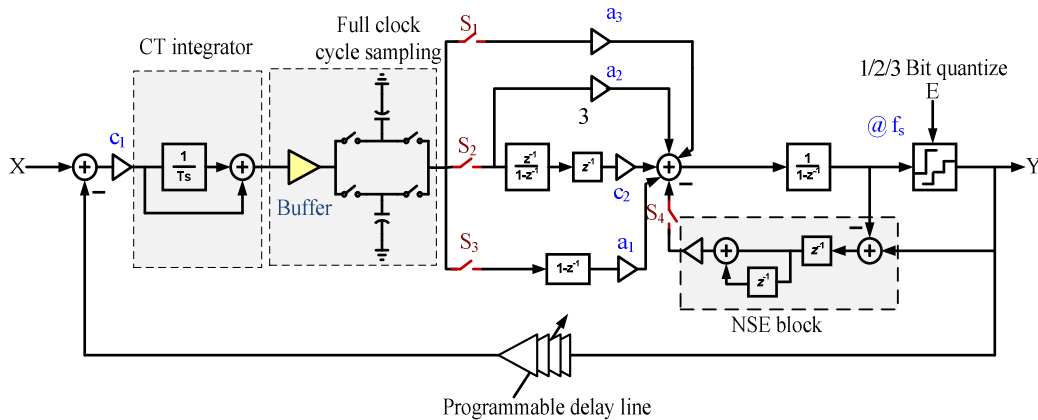 CT integrator
Full clock
cycle sampling
S1
a3
a2
3
1/2/3 Bit quantize
E
@ fs
X
c1
1
Ts
Buffer
S2
z-1
1-z-1
z-1
c2
1
1-z-1
Y
S4
S3
1-z-1
a1
z-1
z-1
NSE block
Programmable delay line